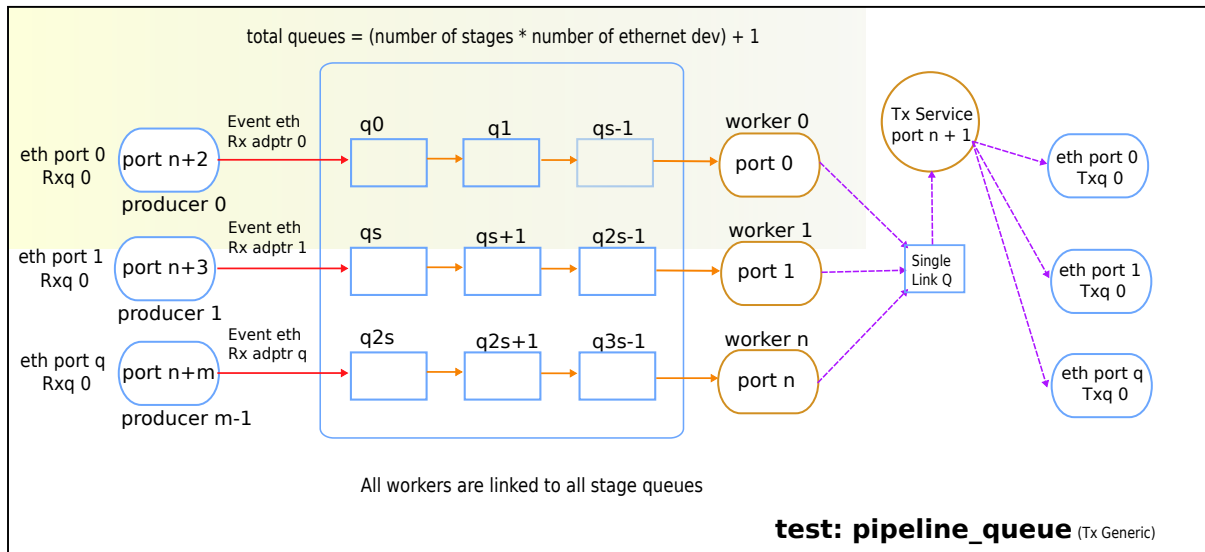 total queues = (number of stages * number of ethernet dev) + 1
eth port 0
Rxq 0
port n+2
producer 0
Event eth
Rx adptr 0
q0
q1
qs-1
worker 0
port 0
Tx Service
port n + 1
eth port 0
Txq 0
eth port 1
Rxq 0
port n+3
producer 1
Event eth
Rx adptr 1
qs
qs+1
q2s-1
worker 1
port 1
Single
Link Q
eth port 1
Txq 0
eth port q
Rxq 0
port n+m
producer m-1
Event eth
Rx adptr q
q2s
q2s+1
q3s-1
worker n
port n
eth port q
Txq 0
All workers are linked to all stage queues
test: pipeline_queue (Tx Generic)